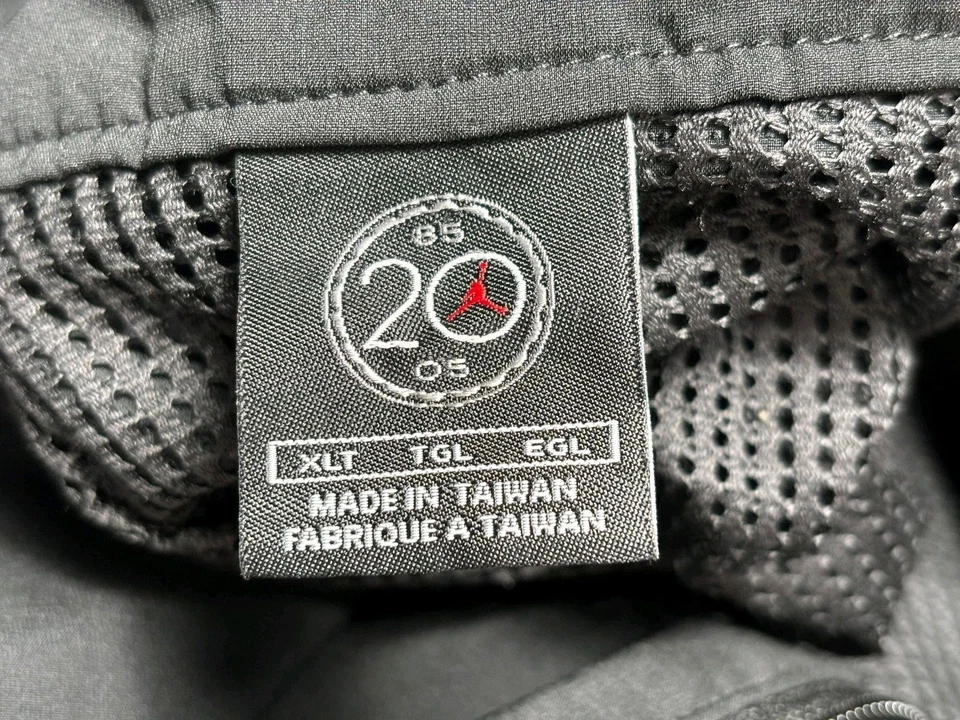 85
20
05
XLT TGL EGL
MADE IN TAIWAN
FABRIQUE A TAIWAN